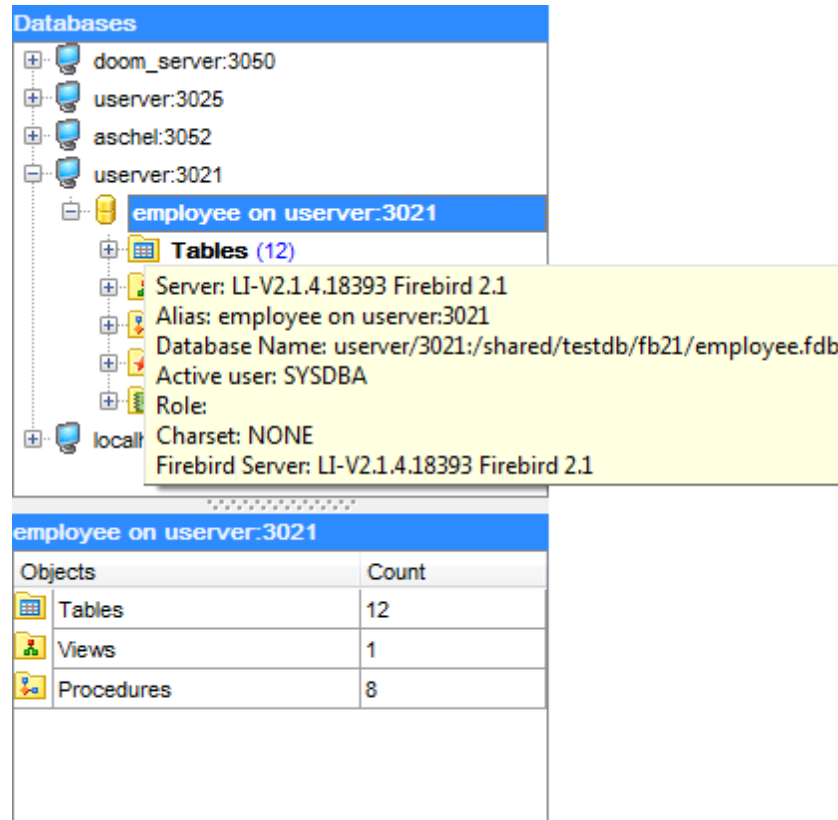 Databases
doom_server:3050
userver:3025
aschel:3052
userver:3021
employee on userver:3021
Tables (12)
Server: LI-V2.1.4.18393 Firebird 2.1
Alias: employee on userver:3021
Database Name: userver/3021:/shared/testdb/fb21/employee.fdb
Active user: SYSDBA
Role:
Charset: NONE
Firebird Server: LI-V2.1.4.18393 Firebird 2.1
employee on userver:3021
Objects Count
Tables 12
Views 1
Procedures 8